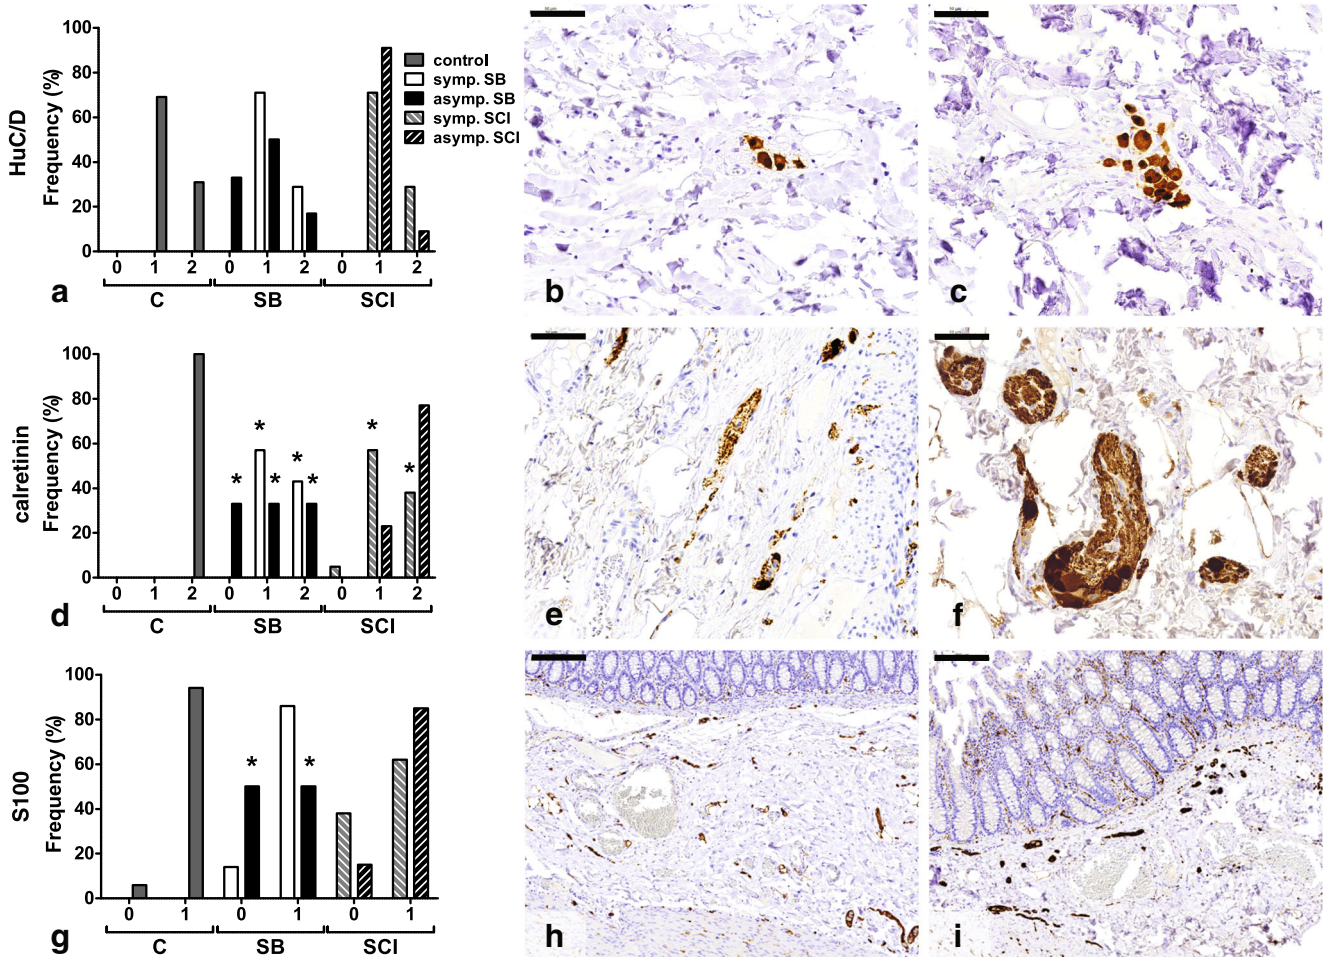 HuC/D
Frequency (%)
100
80
60
40
20
0
0 1 2 0 1 2 0 1 2
C SB SCI
control
symp. SB
asymp. SB
symp. SCI
asymp. SCI
a
b
c
calretinin
Frequency (%)
100
80
60
40
20
0
* * * * * * *
0 1 2 0 1 2 0 1 2
C SB SCI
d
e
f
S100
Frequency (%)
100
80
60
40
20
0
* *
0 1 0 1 0 1
C SB SCI
g
h
i